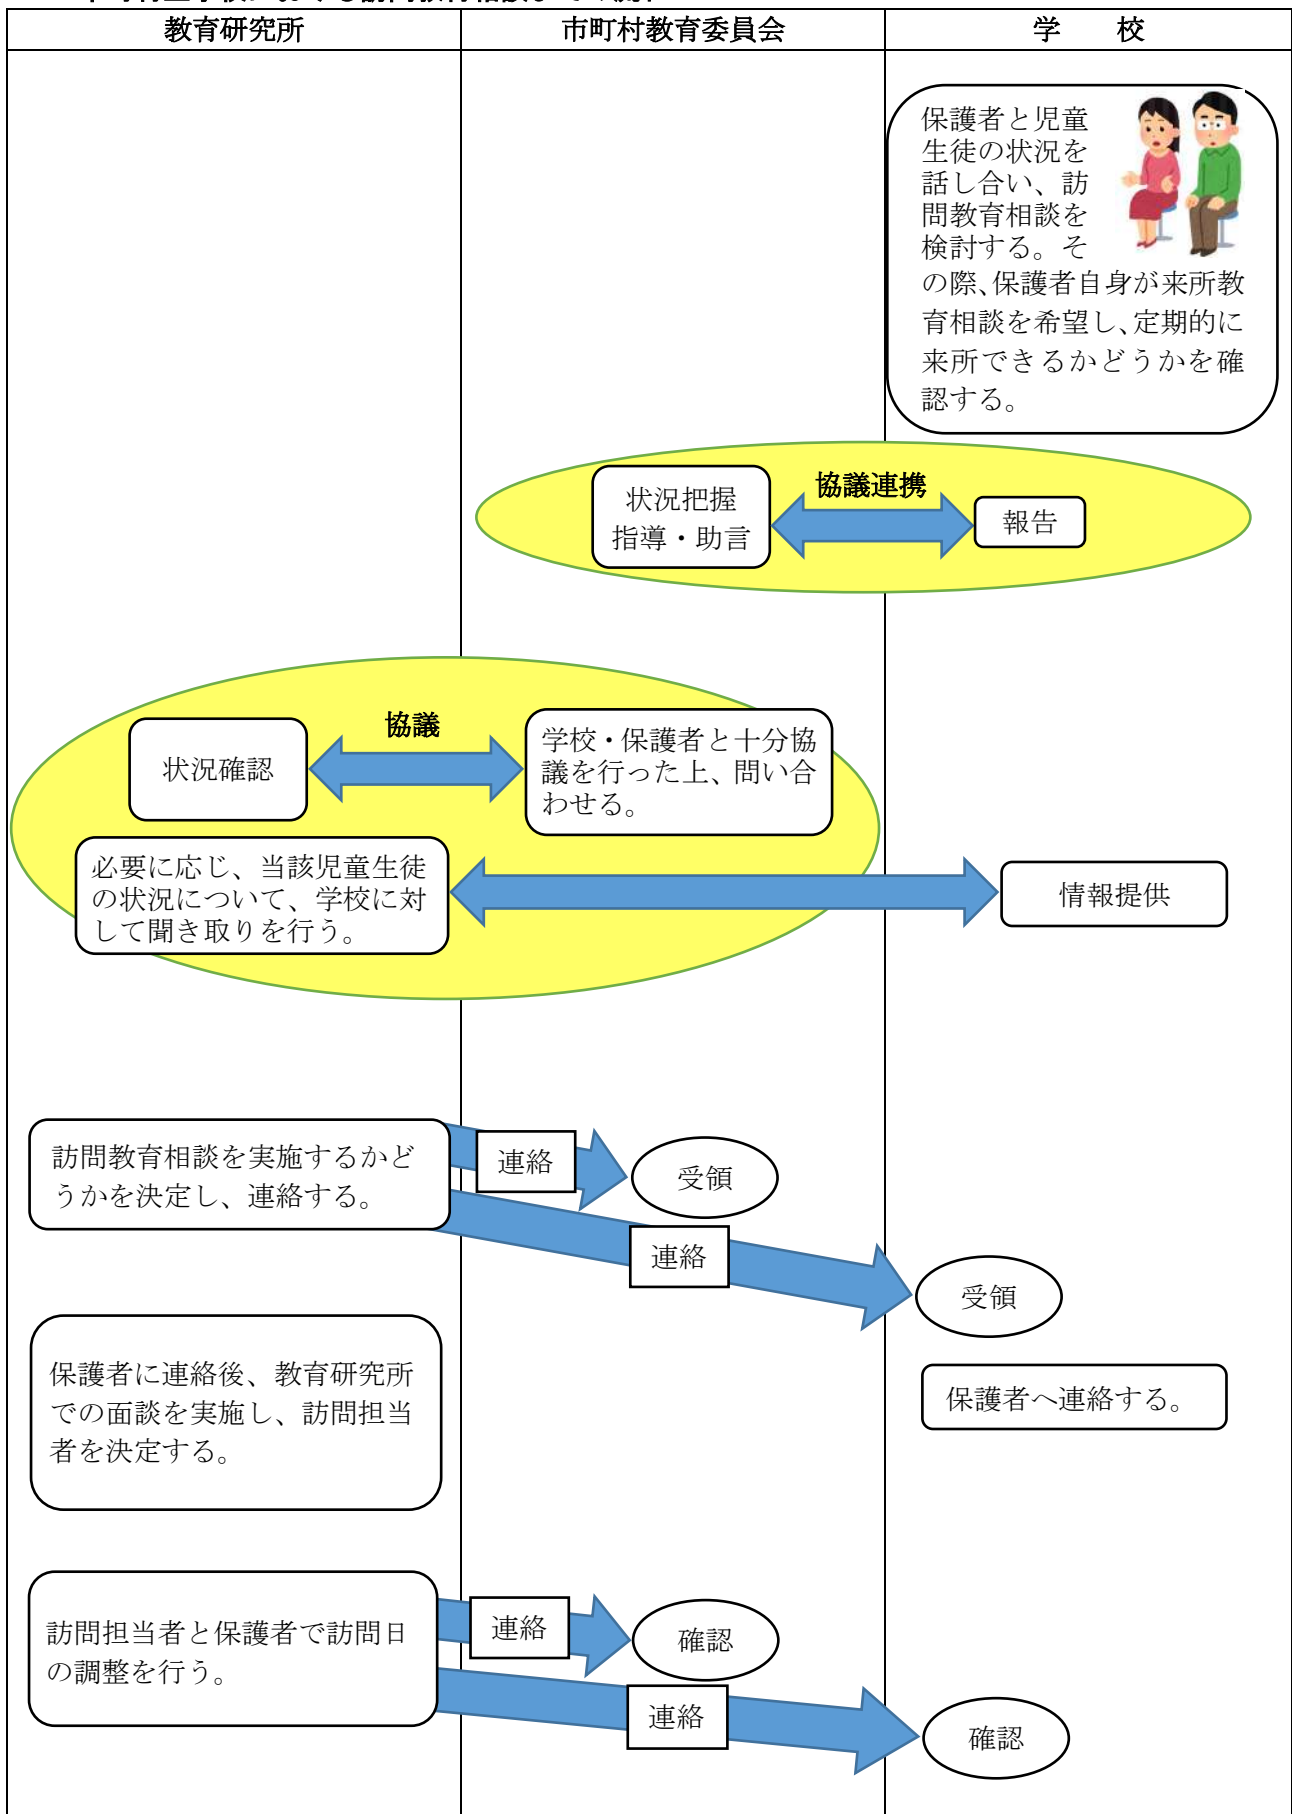 教育研究所
市町村教育委員会
学　校
保護者と児童
生徒の状況を
話し合い、訪
問教育相談を
検討する。そ
の際、保護者自身が来所教
育相談を希望し、定期的に
来所できるかどうかを確
認する。
状況把握
指導・助言
協議連携
報告
状況確認
協議
学校・保護者と十分協
議を行った上、問い合
わせる。
必要に応じ、当該児童生徒
の状況について、学校に対
して聞き取りを行う。
情報提供
訪問教育相談を実施するかど
うかを決定し、連絡する。
連絡
受領
連絡
受領
保護者に連絡後、教育研究所
での面談を実施し、訪問担当
者を決定する。
保護者へ連絡する。
訪問担当者と保護者で訪問日
の調整を行う。
連絡
確認
連絡
確認